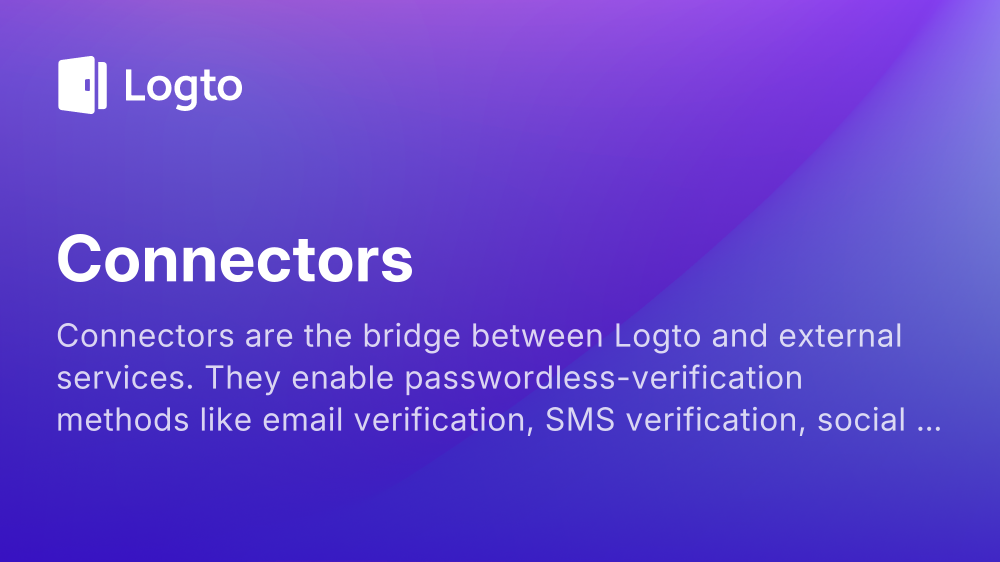 Logto
Connectors
Connectors are the bridge between Logto and external
services. They enable passwordless-verification
methods like email verification, SMS verification, social ...